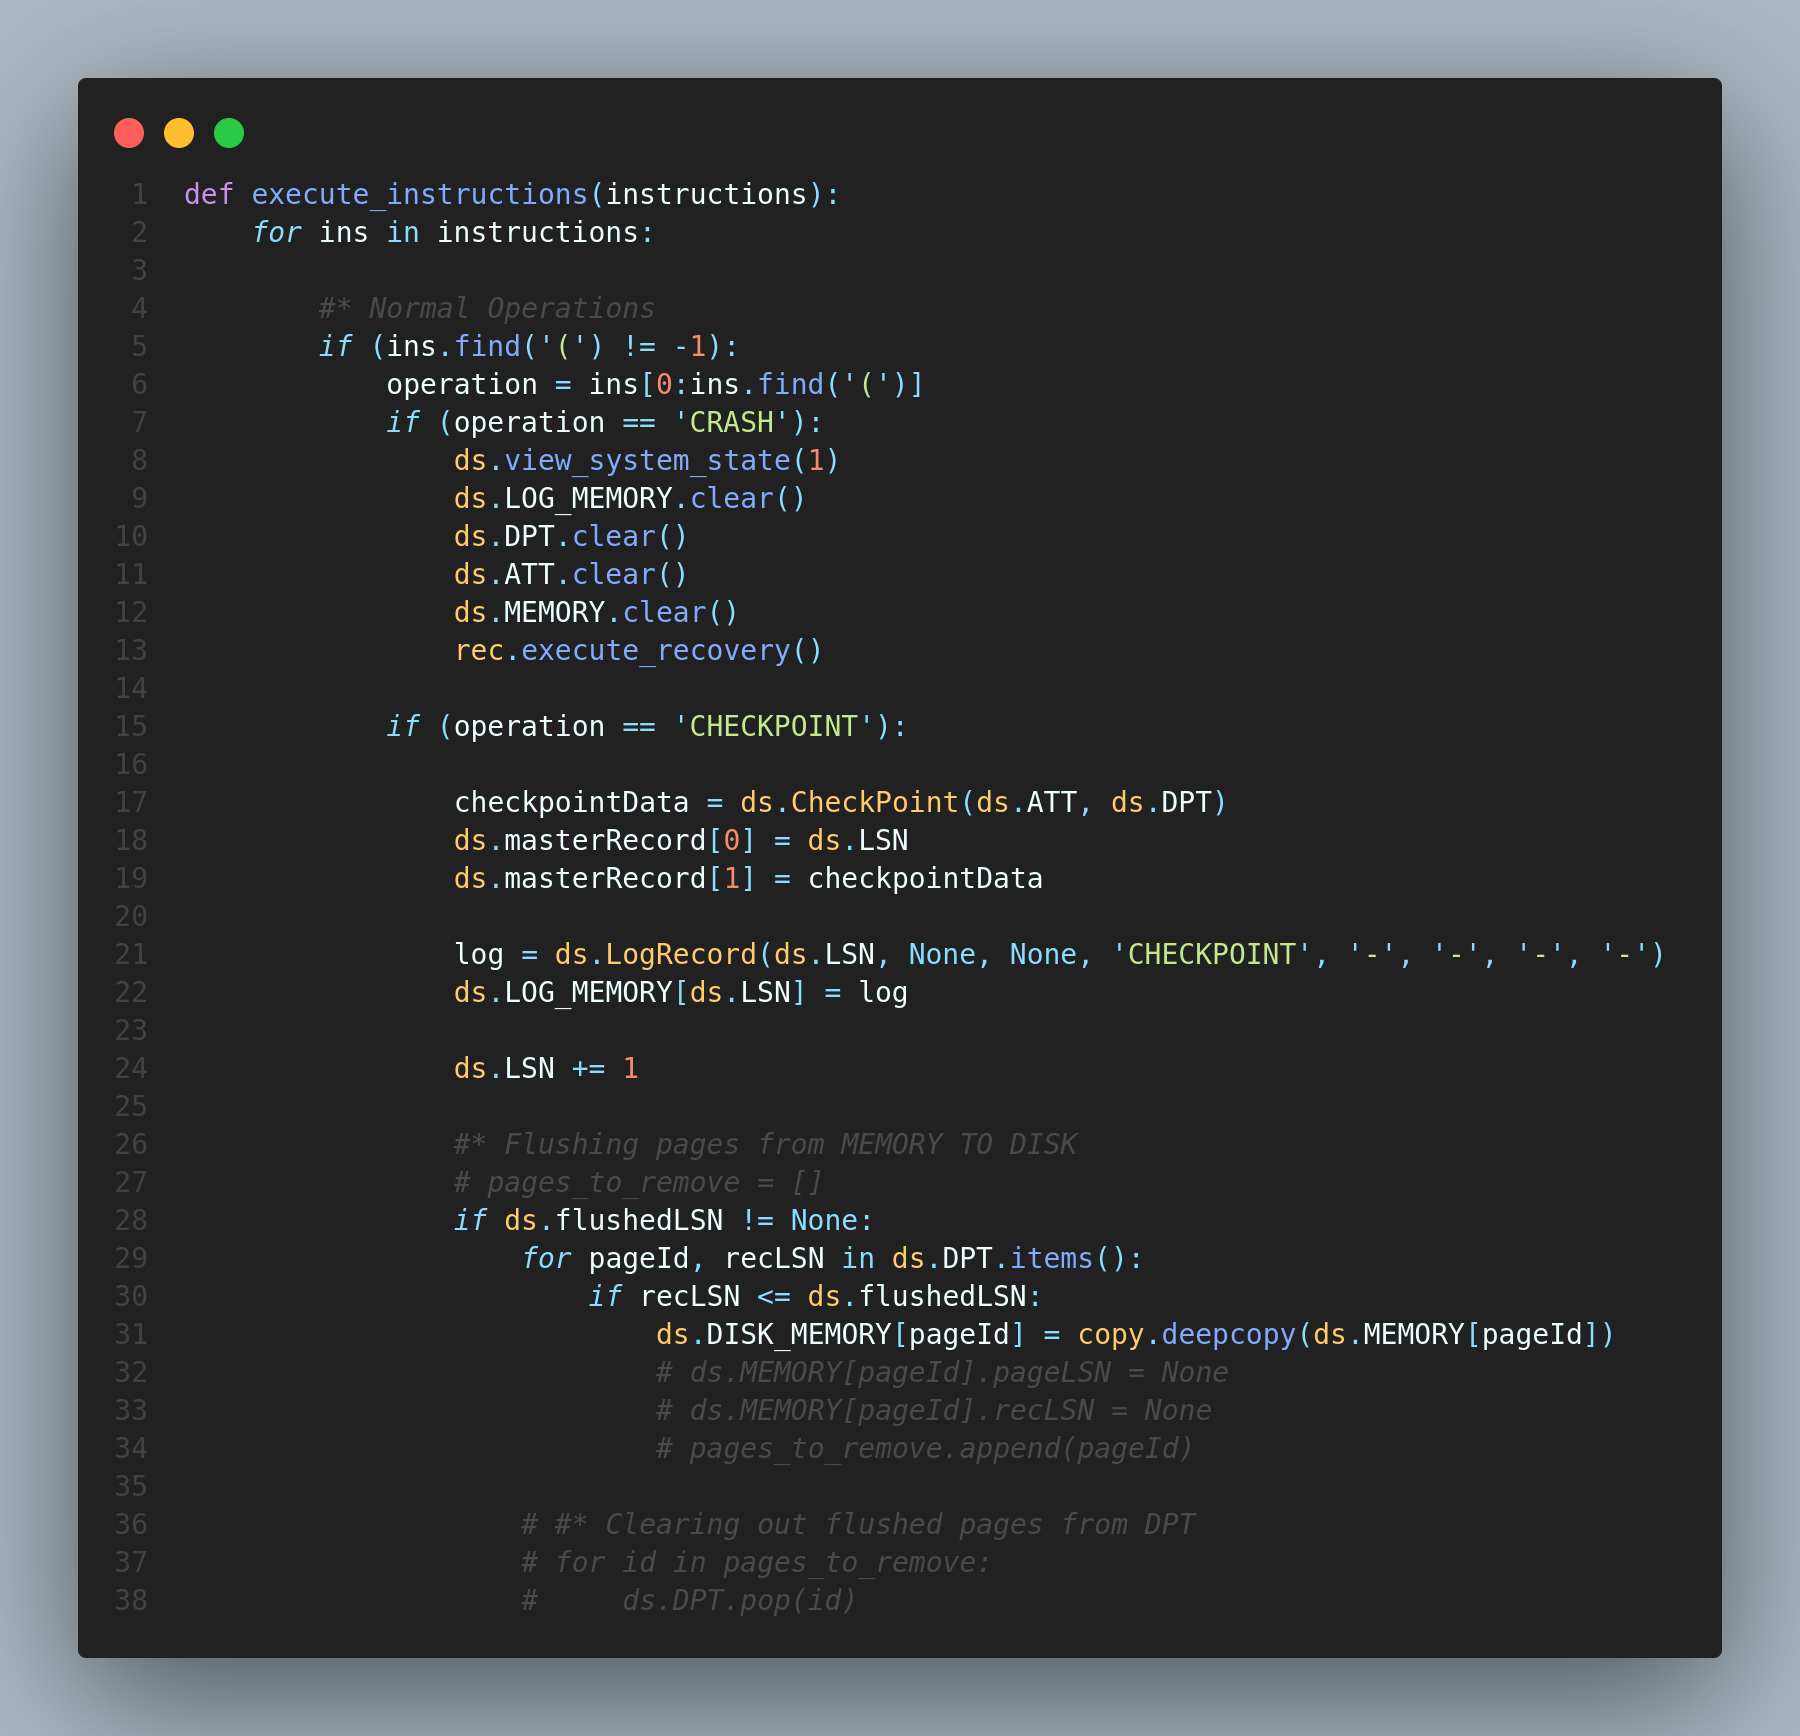 1 def execute_instructions(instructions):
2     for ins in instructions:
3
4         #* Normal Operations
5         if (ins.find('(') != -1):
6             operation = ins[0:ins.find('(')]
7             if (operation == 'CRASH'):
8                 ds.view_system_state(1)
9                 ds.LOG_MEMORY.clear()
10                 ds.DPT.clear()
11                 ds.ATT.clear()
12                 ds.MEMORY.clear()
13                 rec.execute_recovery()
14
15             if (operation == 'CHECKPOINT'):
16
17                 checkpointData = ds.CheckPoint(ds.ATT, ds.DPT)
18                 ds.masterRecord[0] = ds.LSN
19                 ds.masterRecord[1] = checkpointData
20
21                 log = ds.LogRecord(ds.LSN, None, None, 'CHECKPOINT', '-', '-', '-', '-')
22                 ds.LOG_MEMORY[ds.LSN] = log
23
24                 ds.LSN += 1
25
26                 #* Flushing pages from MEMORY TO DISK
27                 # pages_to_remove = []
28                 if ds.flushedLSN != None:
29                     for pageId, recLSN in ds.DPT.items():
30                         if recLSN <= ds.flushedLSN:
31                             ds.DISK_MEMORY[pageId] = copy.deepcopy(ds.MEMORY[pageId])
32                             # ds.MEMORY[pageId].pageLSN = None
33                             # ds.MEMORY[pageId].recLSN = None
34                             # pages_to_remove.append(pageId)
35
36                     # #* Clearing out flushed pages from DPT
37                     # for id in pages_to_remove:
38                     #     ds.DPT.pop(id)